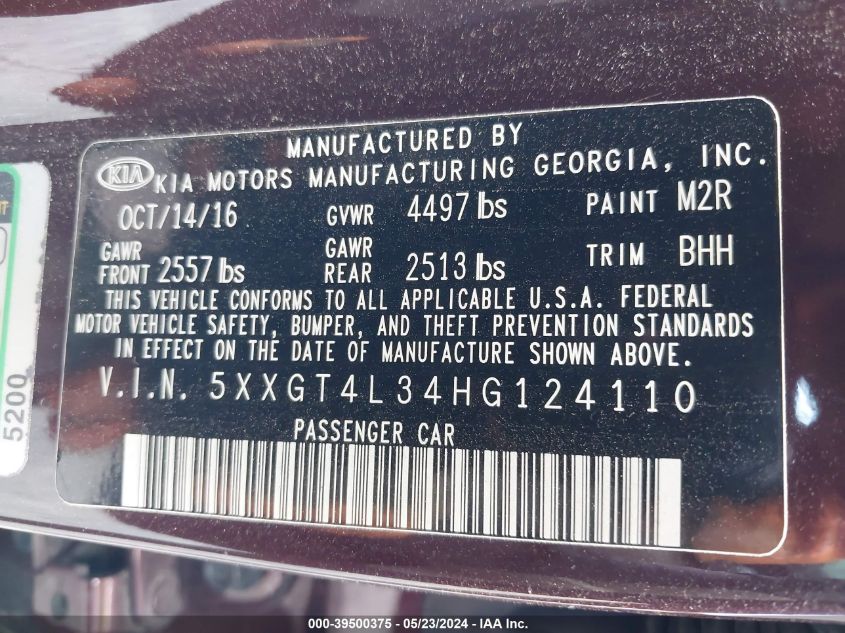 MANUFACTURED BY
KIA KIA MOTORS MANUFACTURING GEORGIA, INC.
OCT/14/16 GVWR 4497 lbs PAINT M2R
GAWR FRONT 2557 lbs GAWR REAR 2513 lbs TRIM BHH
THIS VEHICLE CONFORMS TO ALL APPLICABLE U.S.A. FEDERAL
MOTOR VEHICLE SAFETY, BUMPER, AND THEFT PREVENTION STANDARDS
IN EFFECT ON THE DATE OF MANUFACTURE SHOWN ABOVE.
V.I.N. 5XXGT4L34HG124110
PASSENGER CAR
5200
000-39500375 - 05/23/2024 - IAA Inc.